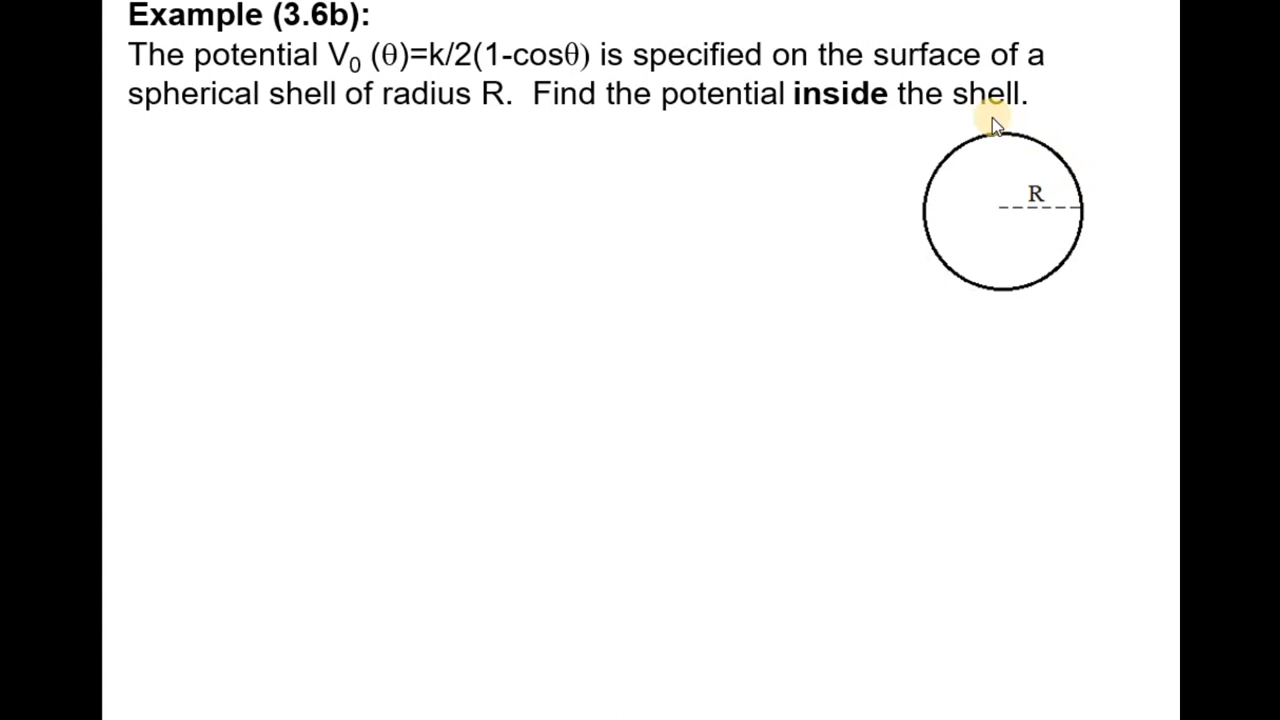 Example (3.6b):
The potential V₀ (θ)=k/2(1-cosθ) is specified on the surface of a
spherical shell of radius R. Find the potential inside the shell.
R